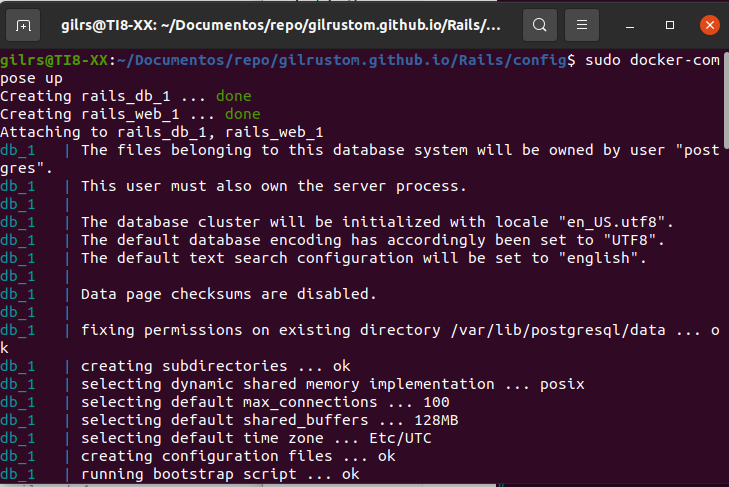 gilrs@TI8-XX: ~/Documentos/repo/gilrustom.github.io/Rails/...
gilrs@TI8-XX:~/Documentos/repo/gilrustom.github.io/Rails/config$ sudo docker-com
pose up
Creating rails_db_1 ... done
Creating rails_web_1 ... done
Attaching to rails_db_1, rails_web_1
db_1   | The files belonging to this database system will be owned by user "post
gres".
db_1   | This user must also own the server process.
db_1   |
db_1   | The database cluster will be initialized with locale "en_US.utf8".
db_1   | The default database encoding has accordingly been set to "UTF8".
db_1   | The default text search configuration will be set to "english".
db_1   |
db_1   | Data page checksums are disabled.
db_1   |
db_1   | fixing permissions on existing directory /var/lib/postgresql/data ... o
k
db_1   | creating subdirectories ... ok
db_1   | selecting dynamic shared memory implementation ... posix
db_1   | selecting default max_connections ... 100
db_1   | selecting default shared_buffers ... 128MB
db_1   | selecting default time zone ... Etc/UTC
db_1   | creating configuration files ... ok
db_1   | running bootstrap script ... ok